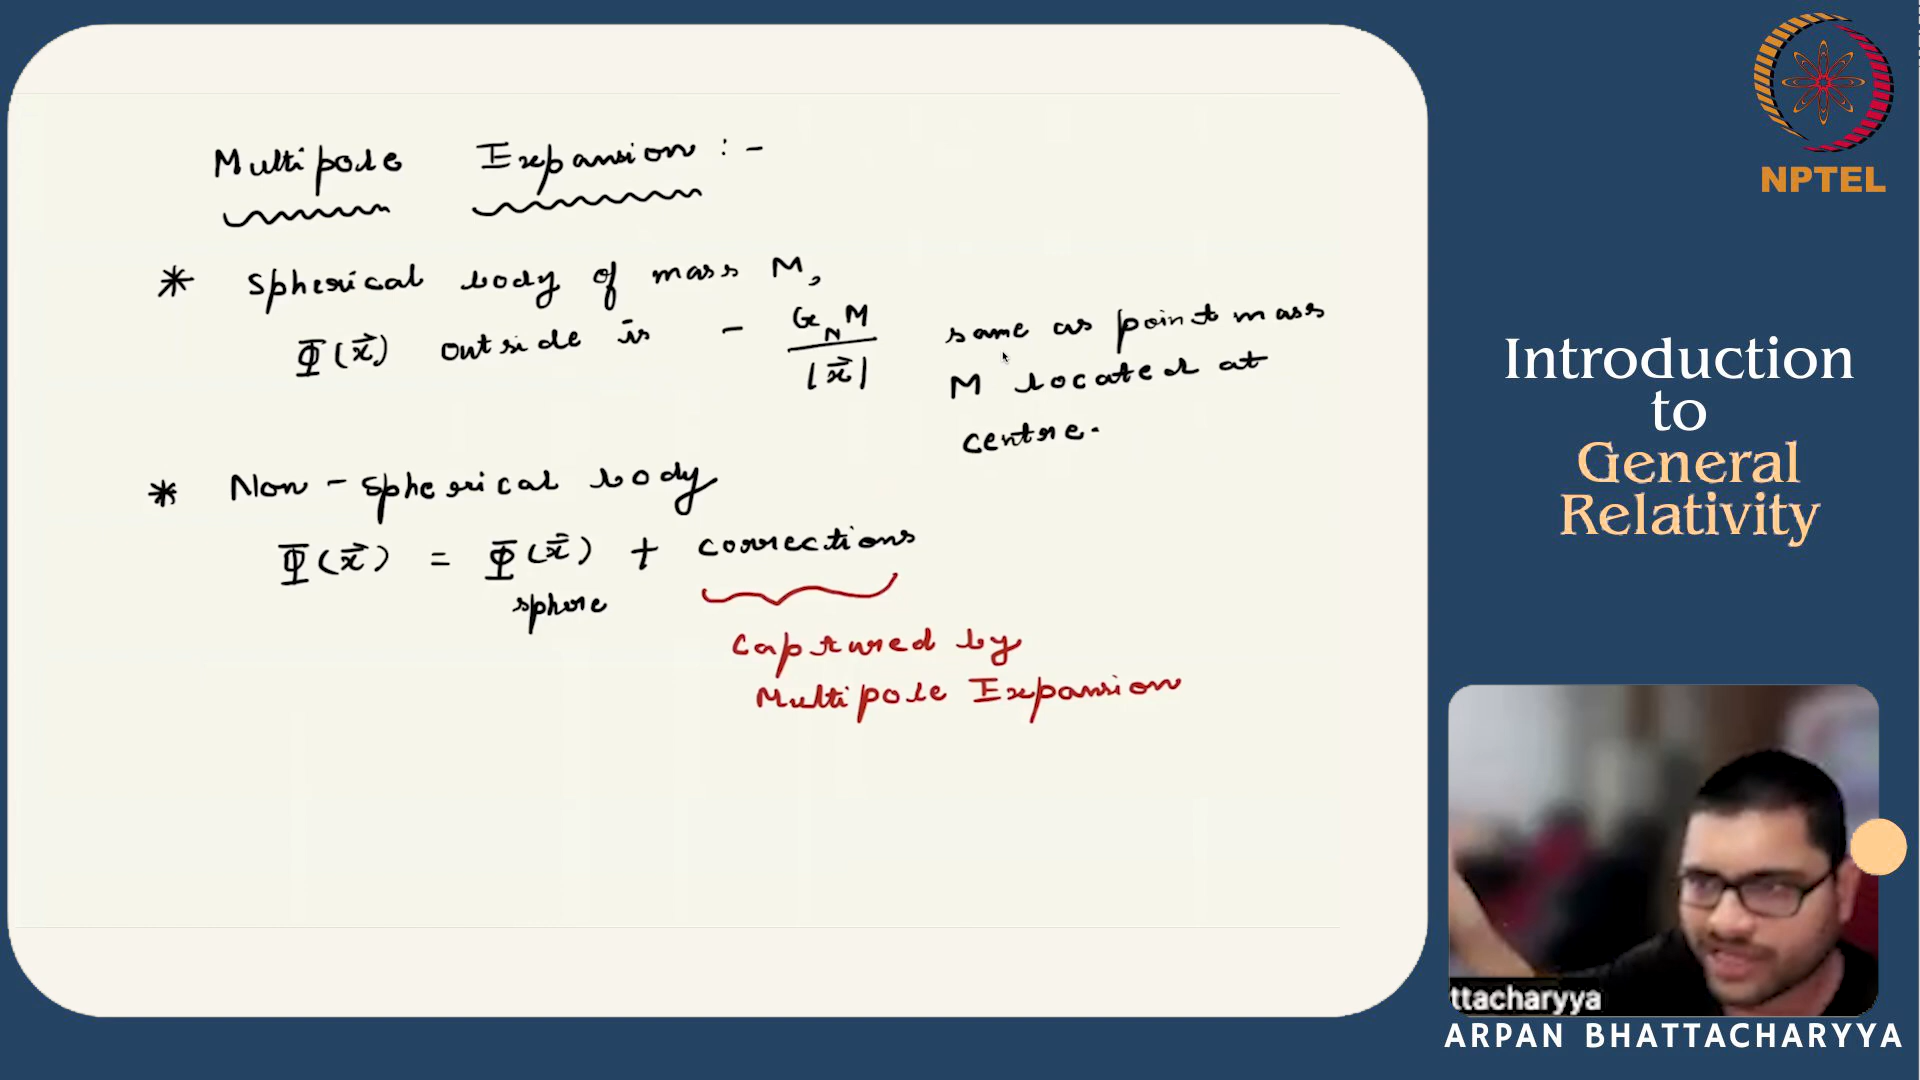 Multipole Expansion :-
* Spherical body of mass M,
Φ(x⃗) outside is - G_N M / |x⃗| same as point mass
M located at
centre.
* Non-spherical body
Φ(x⃗) = Φ(x⃗) + corrections
sphere
Captured by
Multipole Expansion
NPTEL
Introduction
to
General
Relativity
ttacharyya
ARPAN BHATTACHARYYA